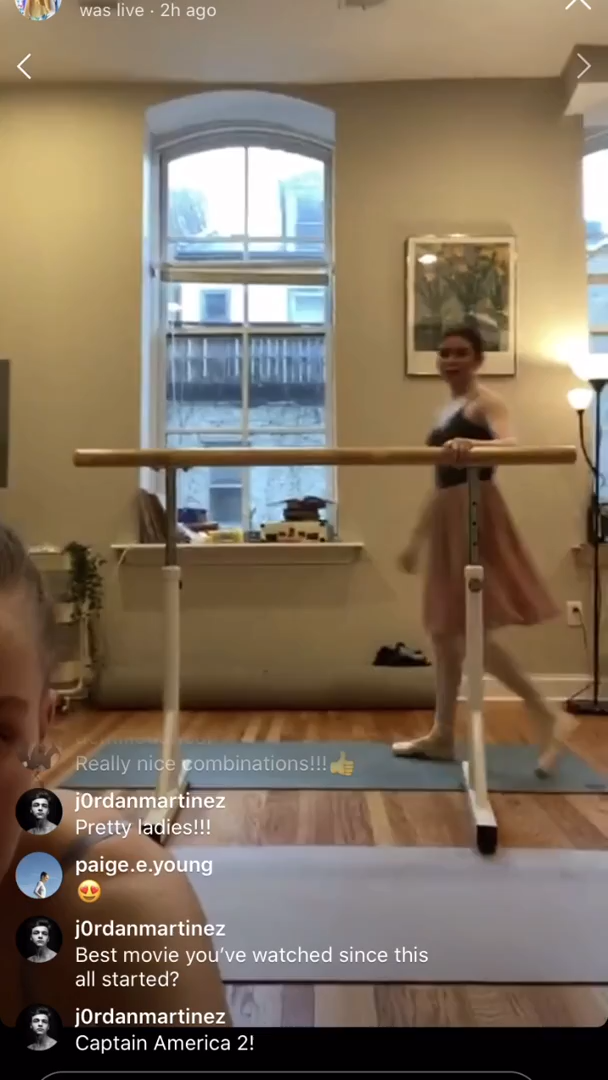 was live · 2h ago
Really nice combinations!!!👍
j0rdanmartinez
Pretty ladies!!!
paige.e.young
😍
j0rdanmartinez
Best movie you've watched since this
all started?
j0rdanmartinez
Captain America 2!